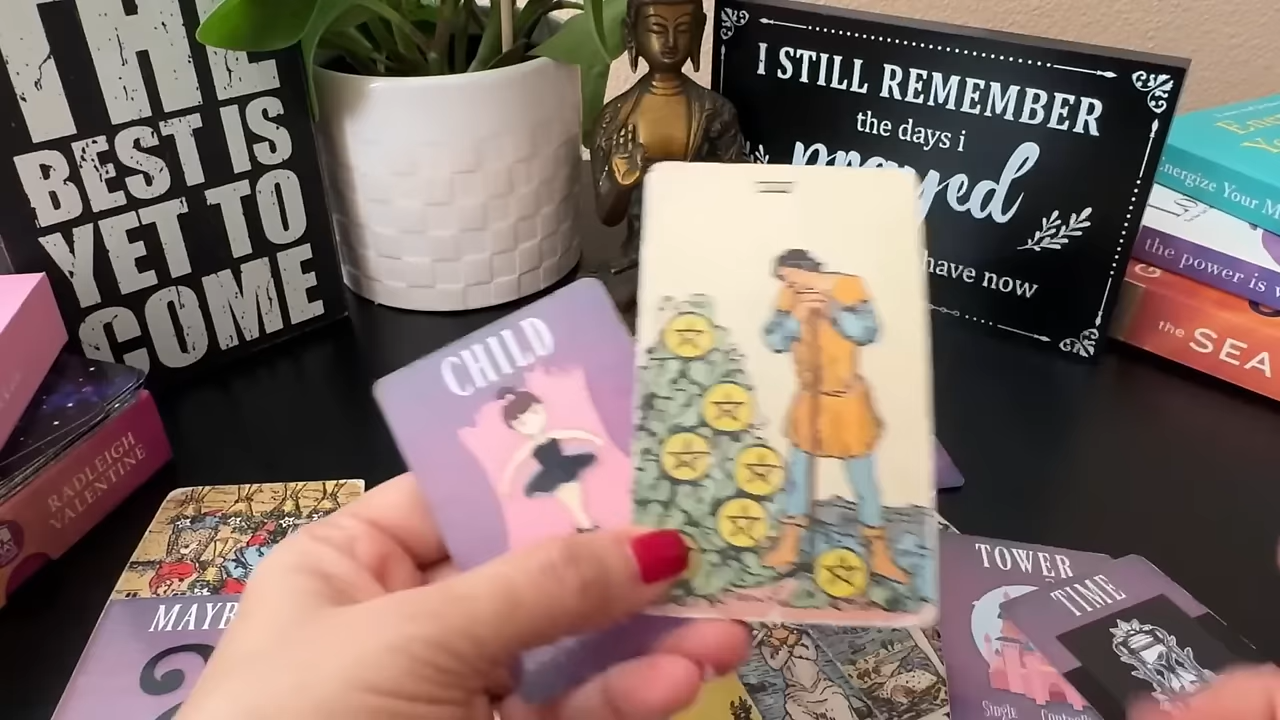 THE
BEST IS
YET TO
COME
I STILL REMEMBER
the days i
prayed
have now
Energize Your M
the power is w
the SEA
RADLEIGH
VALENTINE
CHILD
MAYB
TOWER
TIME
Single